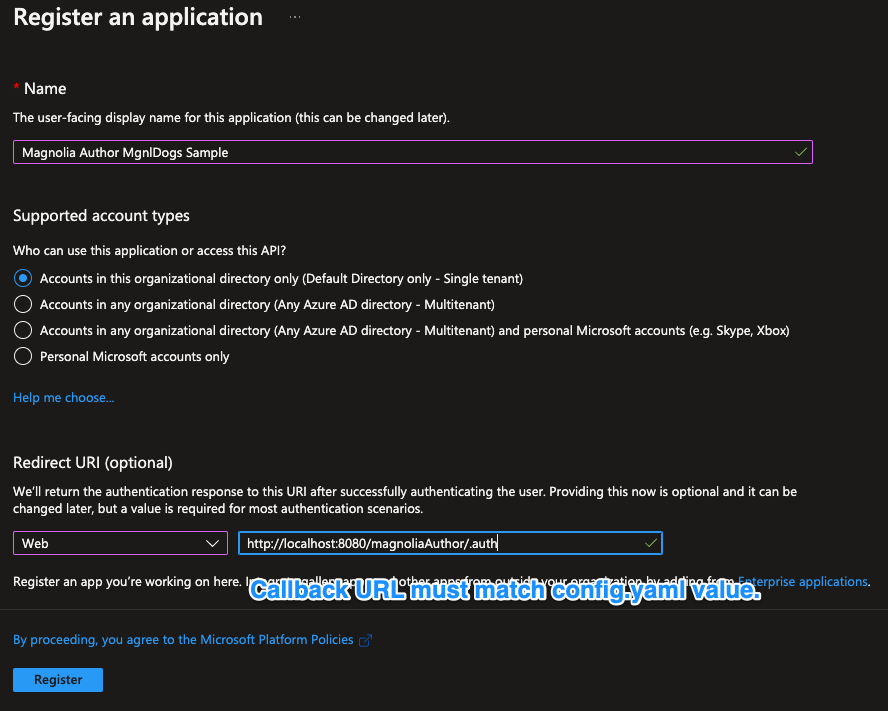 Register an application ...
* Name
The user-facing display name for this application (this can be changed later).
Magnolia Author MgnlDogs Sample
Supported account types
Who can use this application or access this API?
Accounts in this organizational directory only (Default Directory only - Single tenant)
Accounts in any organizational directory (Any Azure AD directory - Multitenant)
Accounts in any organizational directory (Any Azure AD directory - Multitenant) and personal Microsoft accounts (e.g. Skype, Xbox)
Personal Microsoft accounts only
Help me choose...
Redirect URI (optional)
We'll return the authentication response to this URI after successfully authenticating the user. Providing this now is optional and it can be
changed later, but a value is required for most authentication scenarios.
Web http://localhost:8080/magnoliaAuthor/.auth
Register an app you're working on here. other apps from outside your organization by adding from Enterprise applications.
Callback URL must match config.yaml value.
By proceeding, you agree to the Microsoft Platform Policies
Register